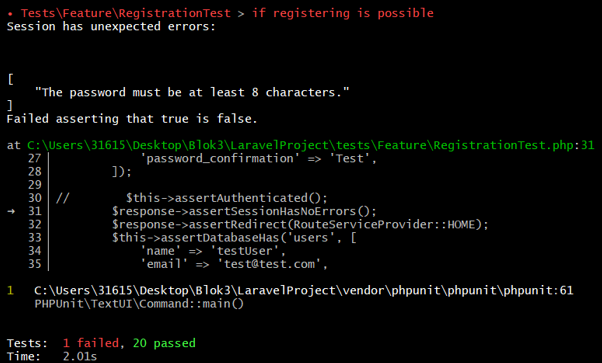 • Tests\Feature\RegistrationTest > if registering is possible
Session has unexpected errors:
[
    "The password must be at least 8 characters."
]
Failed asserting that true is false.
at C:\Users\31615\Desktop\Blok3\LaravelProject\tests\Feature\RegistrationTest.php:31
27|             'password_confirmation' => 'Test',
28|         ]);
29|
30| //        $this->assertAuthenticated();
➜ 31|         $response->assertSessionHasNoErrors();
32|         $response->assertRedirect(RouteServiceProvider::HOME);
33|         $this->assertDatabaseHas('users', [
34|             'name' => 'testUser',
35|             'email' => 'test@test.com',
1   C:\Users\31615\Desktop\Blok3\LaravelProject\vendor\phpunit\phpunit\phpunit:61
    PHPUnit\TextUI\Command::main()
Tests:  1 failed, 20 passed
Time:   2.01s